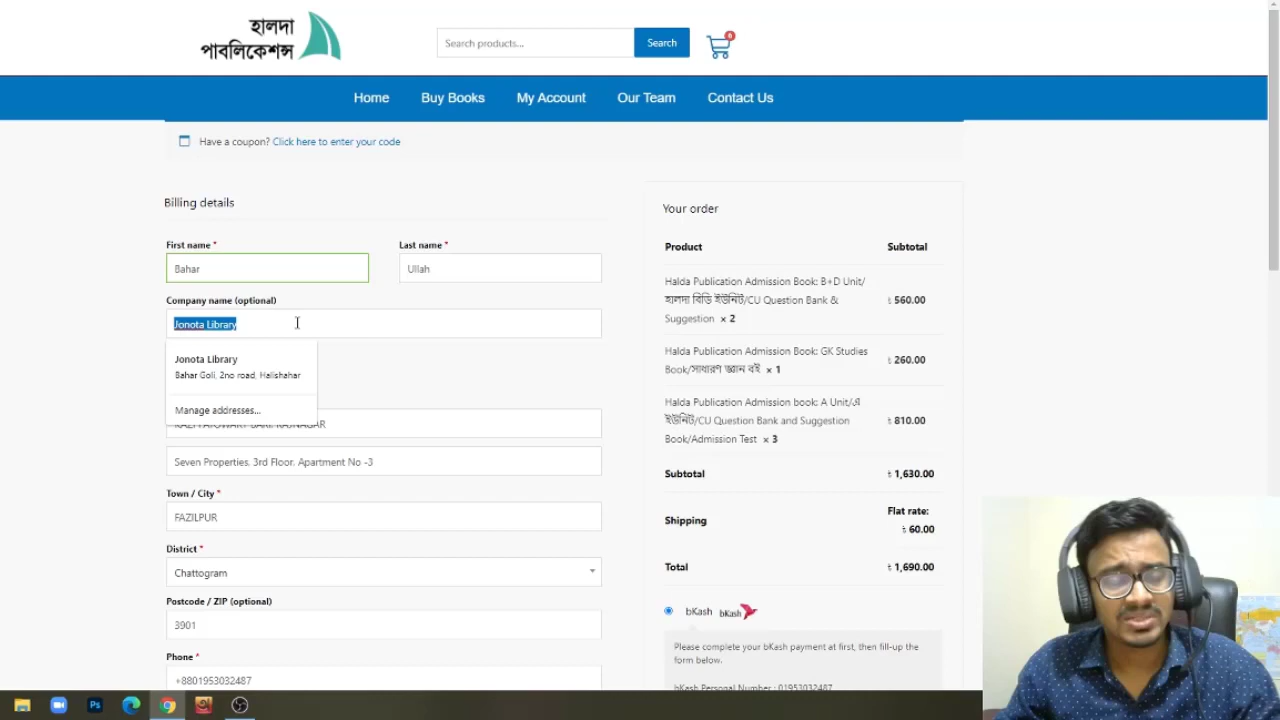 হালদা
পাবলিকেশন্স
Search products...
Search
0
Home
Buy Books
My Account
Our Team
Contact Us
Have a coupon? Click here to enter your code
Billing details
First name *
Last name *
Bahar
Ullah
Company name (optional)
Jonota Library
Jonota Library
Bahar Goli, 2no road, Halishahar
Manage addresses...
Seven Properties, 3rd Floor, Apartment No -3
Town / City *
FAZILPUR
District *
Chattogram
Postcode / ZIP (optional)
3901
Phone *
+8801953032487
Your order
Product
Subtotal
Halda Publication Admission Book: B+D Unit/
হালদা বিডি ইউনিট/CU Question Bank &
Suggestion × 2
৳ 560.00
Halda Publication Admission Book: GK Studies
Book/সাধারণ জ্ঞান বই × 1
৳ 260.00
Halda Publication Admission book: A Unit/এ
ইউনিট/CU Question Bank and Suggestion
Book/Admission Test × 3
৳ 810.00
Subtotal
৳ 1,630.00
Shipping
Flat rate:
৳ 60.00
Total
৳ 1,690.00
bKash bKash
Please complete your bKash payment at first, then fill-up the
form below.
bKash Personal Number : 01953032487
Ps